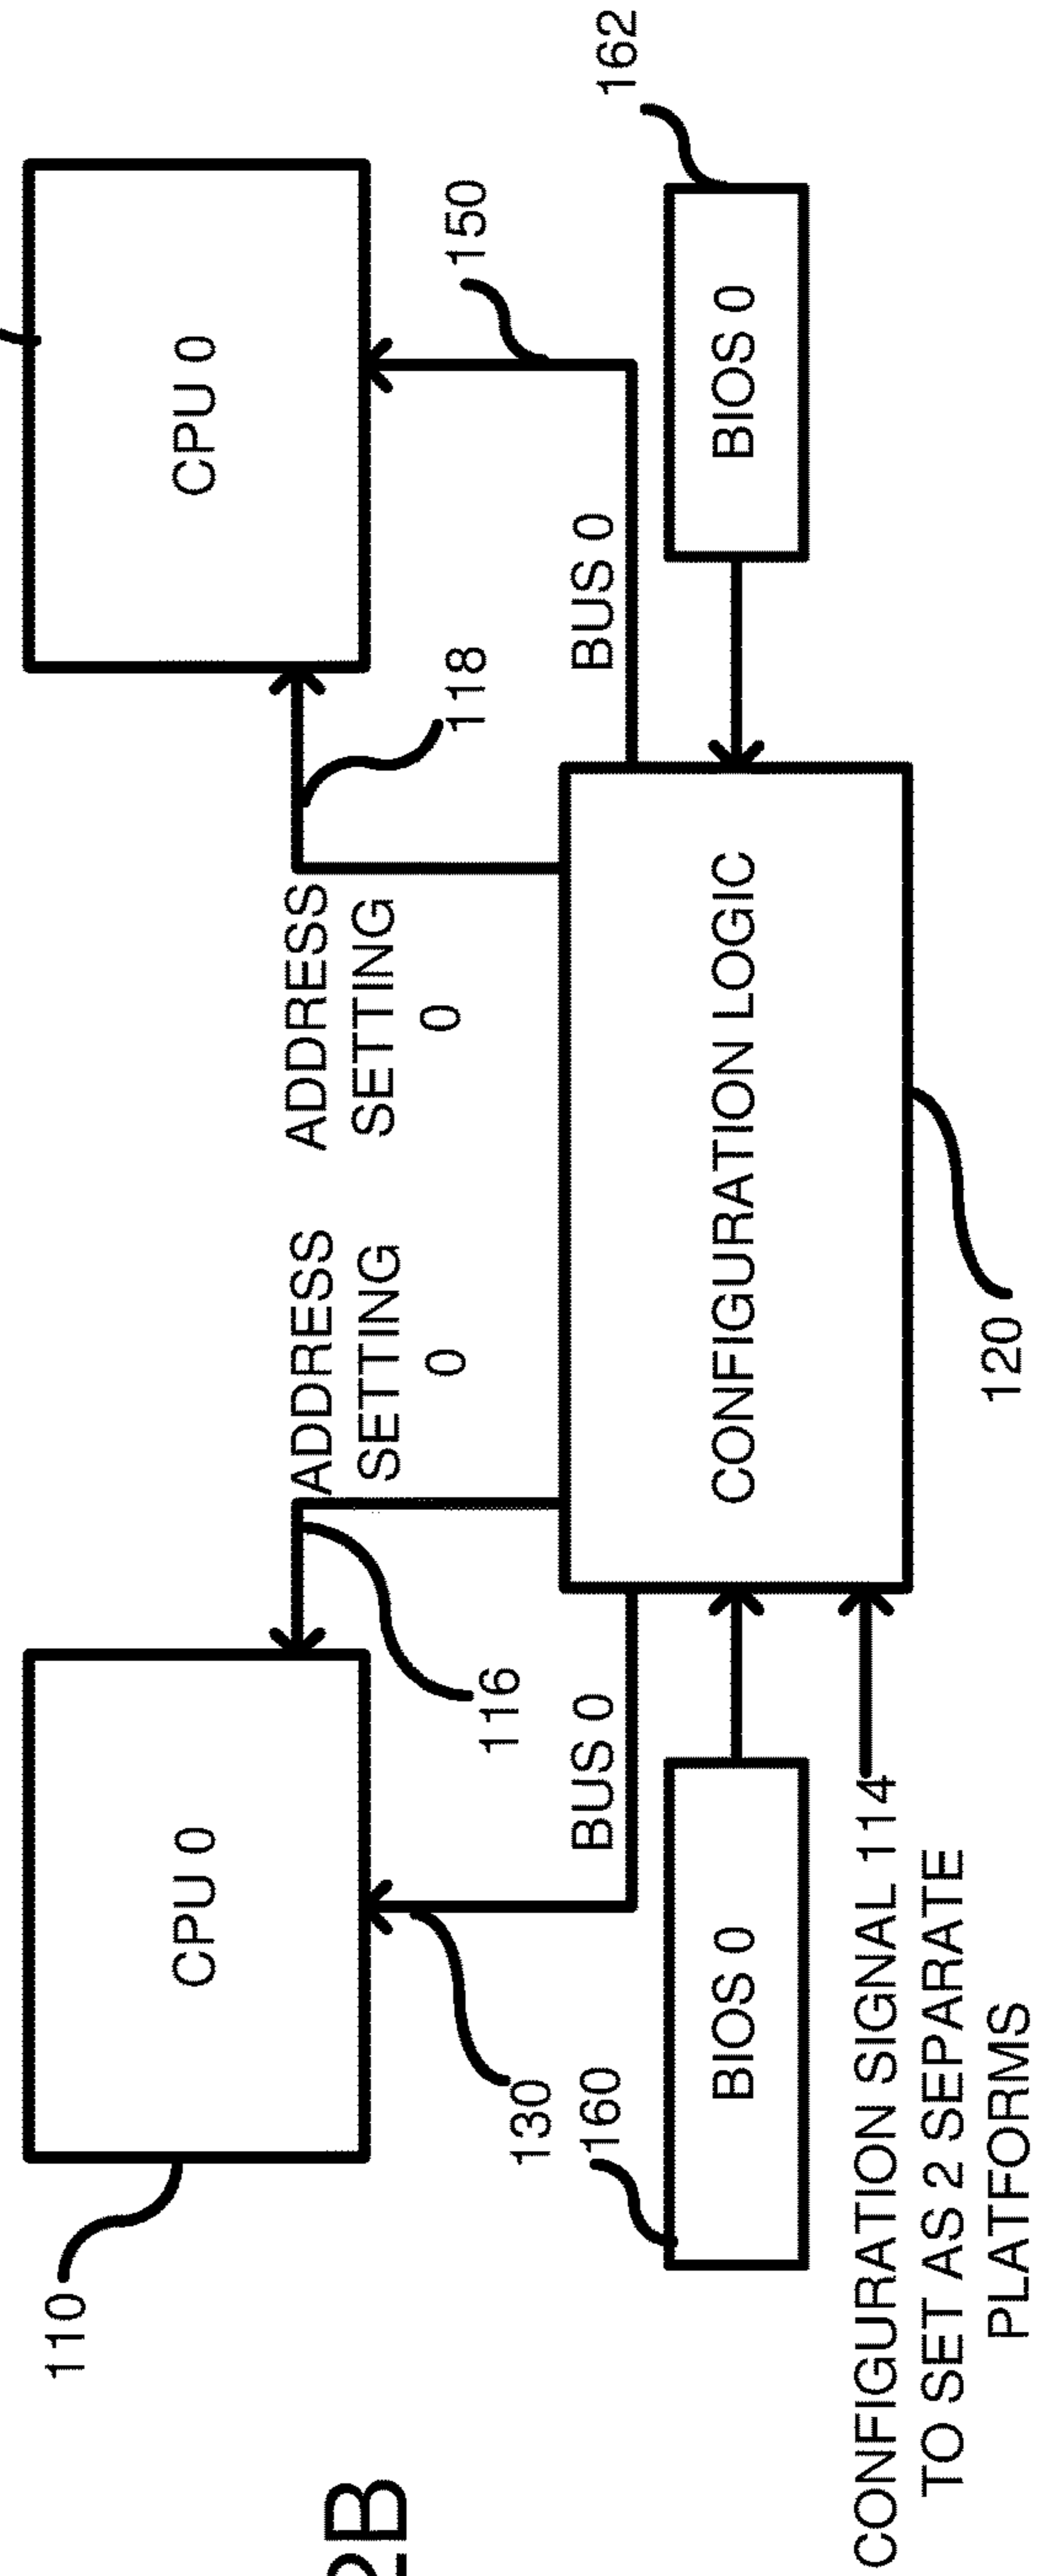 110
CPU 0
CPU 0
116
ADDRESS
SETTING
0
ADDRESS
SETTING
0
118
130
BUS 0
BUS 0
150
160
BIOS 0
CONFIGURATION LOGIC
BIOS 0
162
CONFIGURATION SIGNAL 114
TO SET AS 2 SEPARATE
PLATFORMS
120
2B